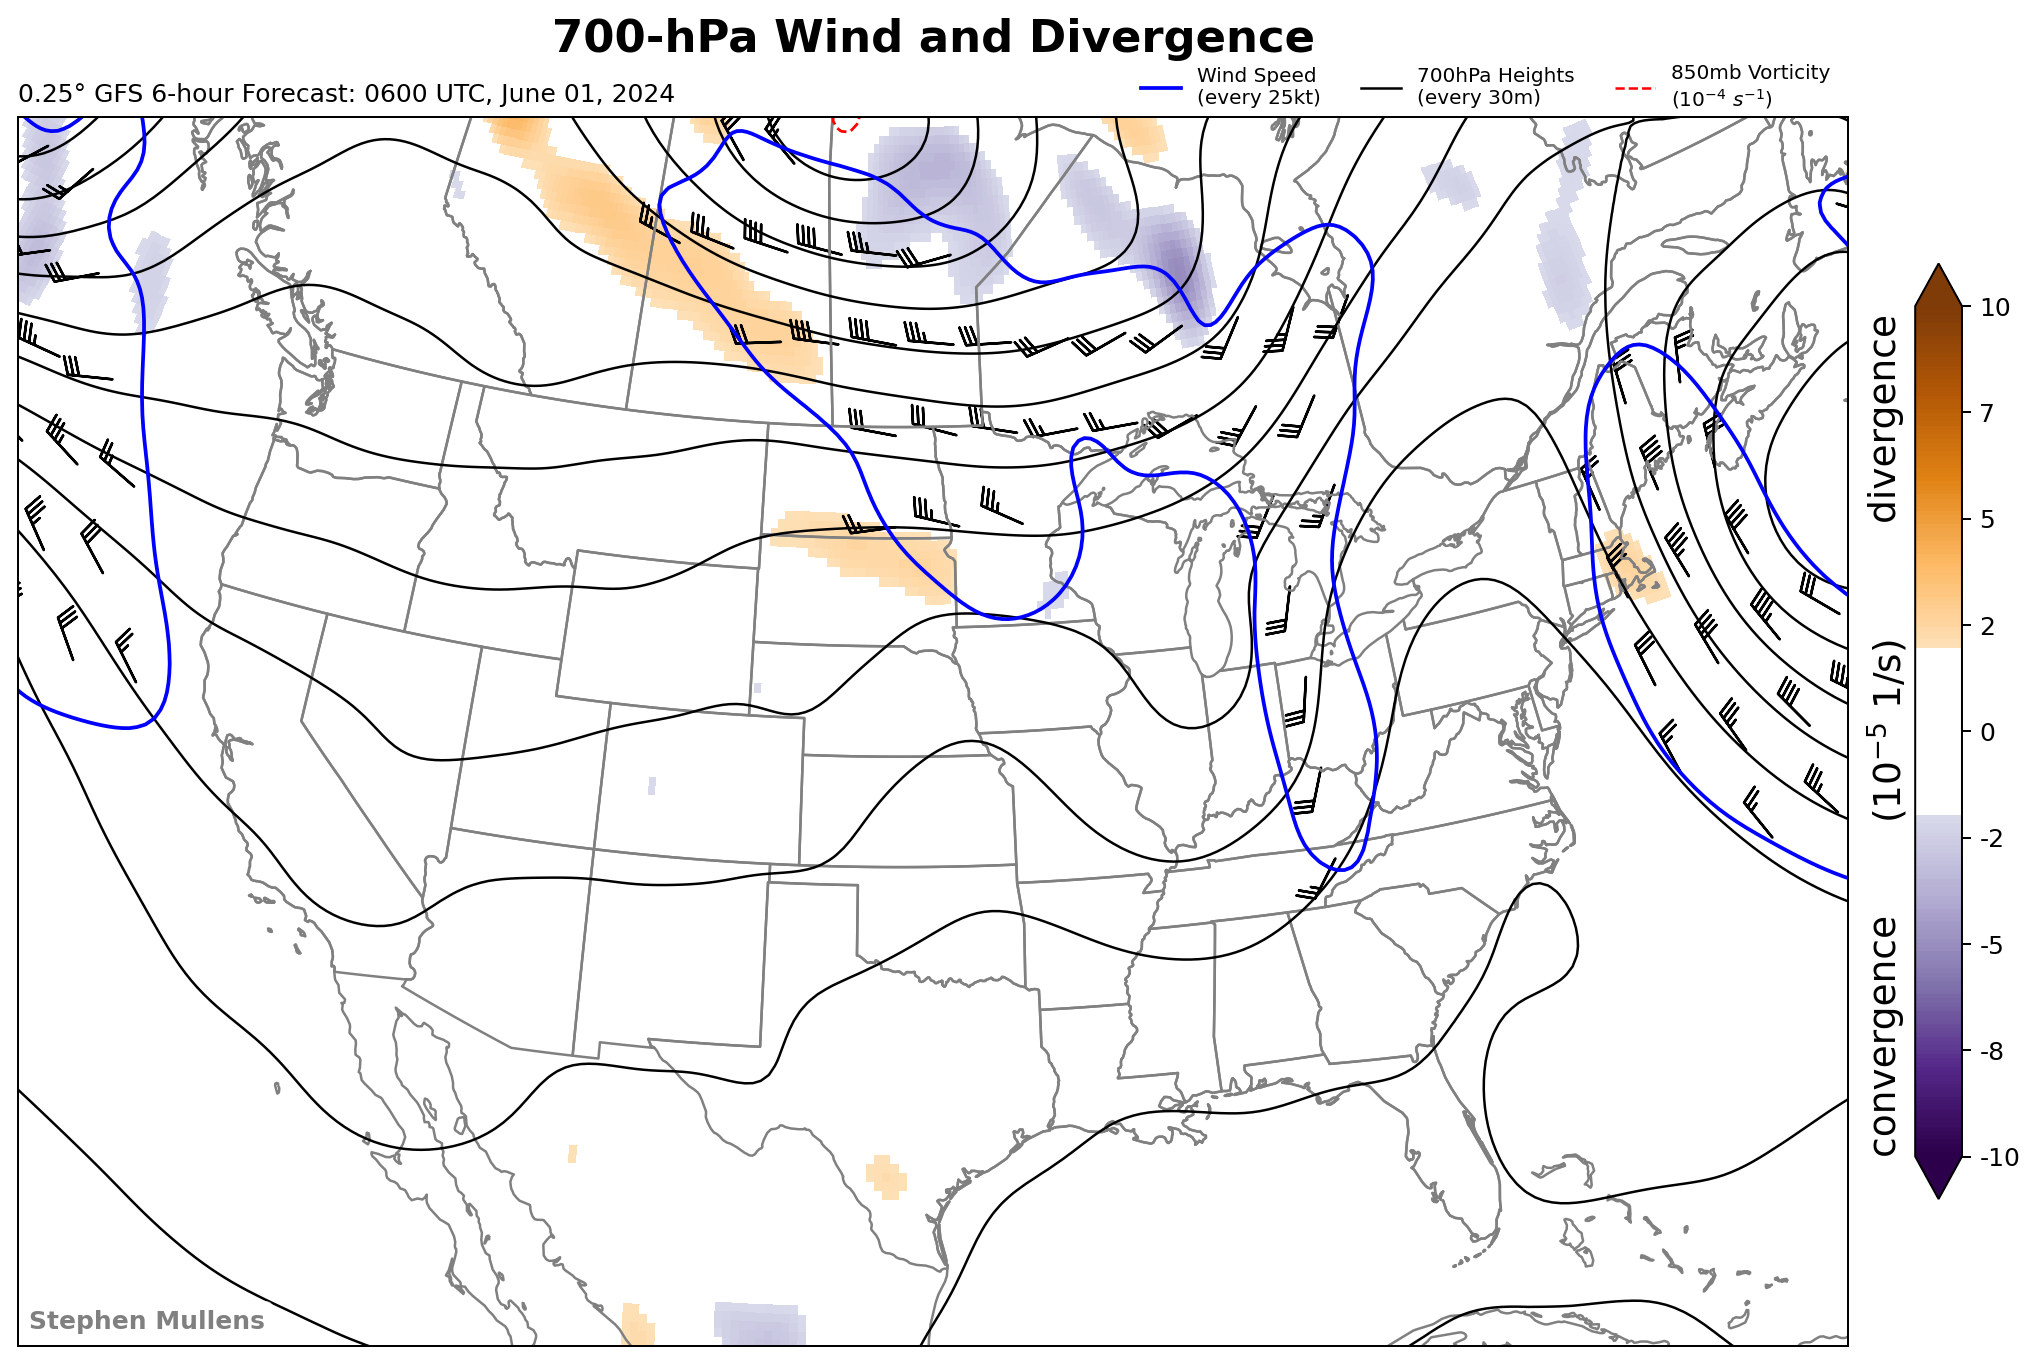 700-hPa Wind and Divergence
0.25° GFS 6-hour Forecast: 0600 UTC, June 01, 2024
Wind Speed
(every 25kt)
700hPa Heights
(every 30m)
850mb Vorticity
(10⁻⁴ s⁻¹)
10
7
5
2
0
-2
-5
-8
-10
convergence (10⁻⁵ 1/s) divergence
Stephen Mullens